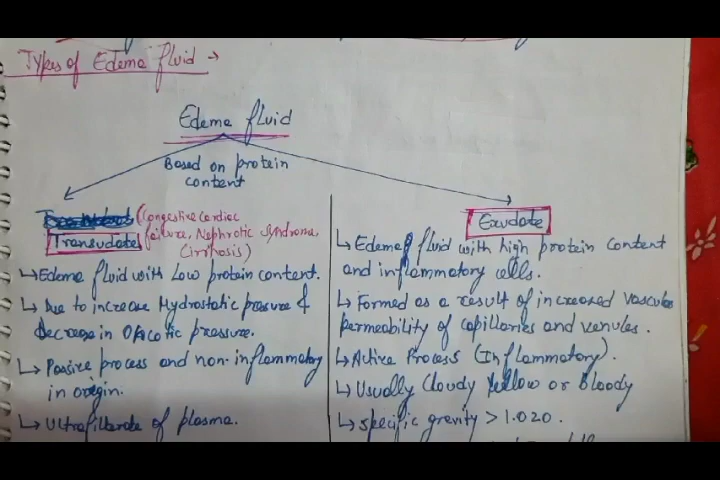 Types of Edema fluid →
Edema fluid
Based on protein
content
(Congestive cardiac
Transudate failure, Nephrotic Syndrome,
Cirrhosis)
↳ Edema fluid with Low protein content.
↳ Due to increase Hydrostatic pressure &
decrease in Oncotic pressure.
↳ Passive process and non-inflammatory
in origin.
↳ Ultrafilterate of plasma.
Exudate
↳ Edema fluid with high protein content
and inflammatory cells.
↳ Formed as a result of increased vascular
permeability of capillaries and venules.
↳ Active Process (Inflammatory).
↳ Usually Cloudy Yellow or Bloody
↳ specific gravity > 1.020.